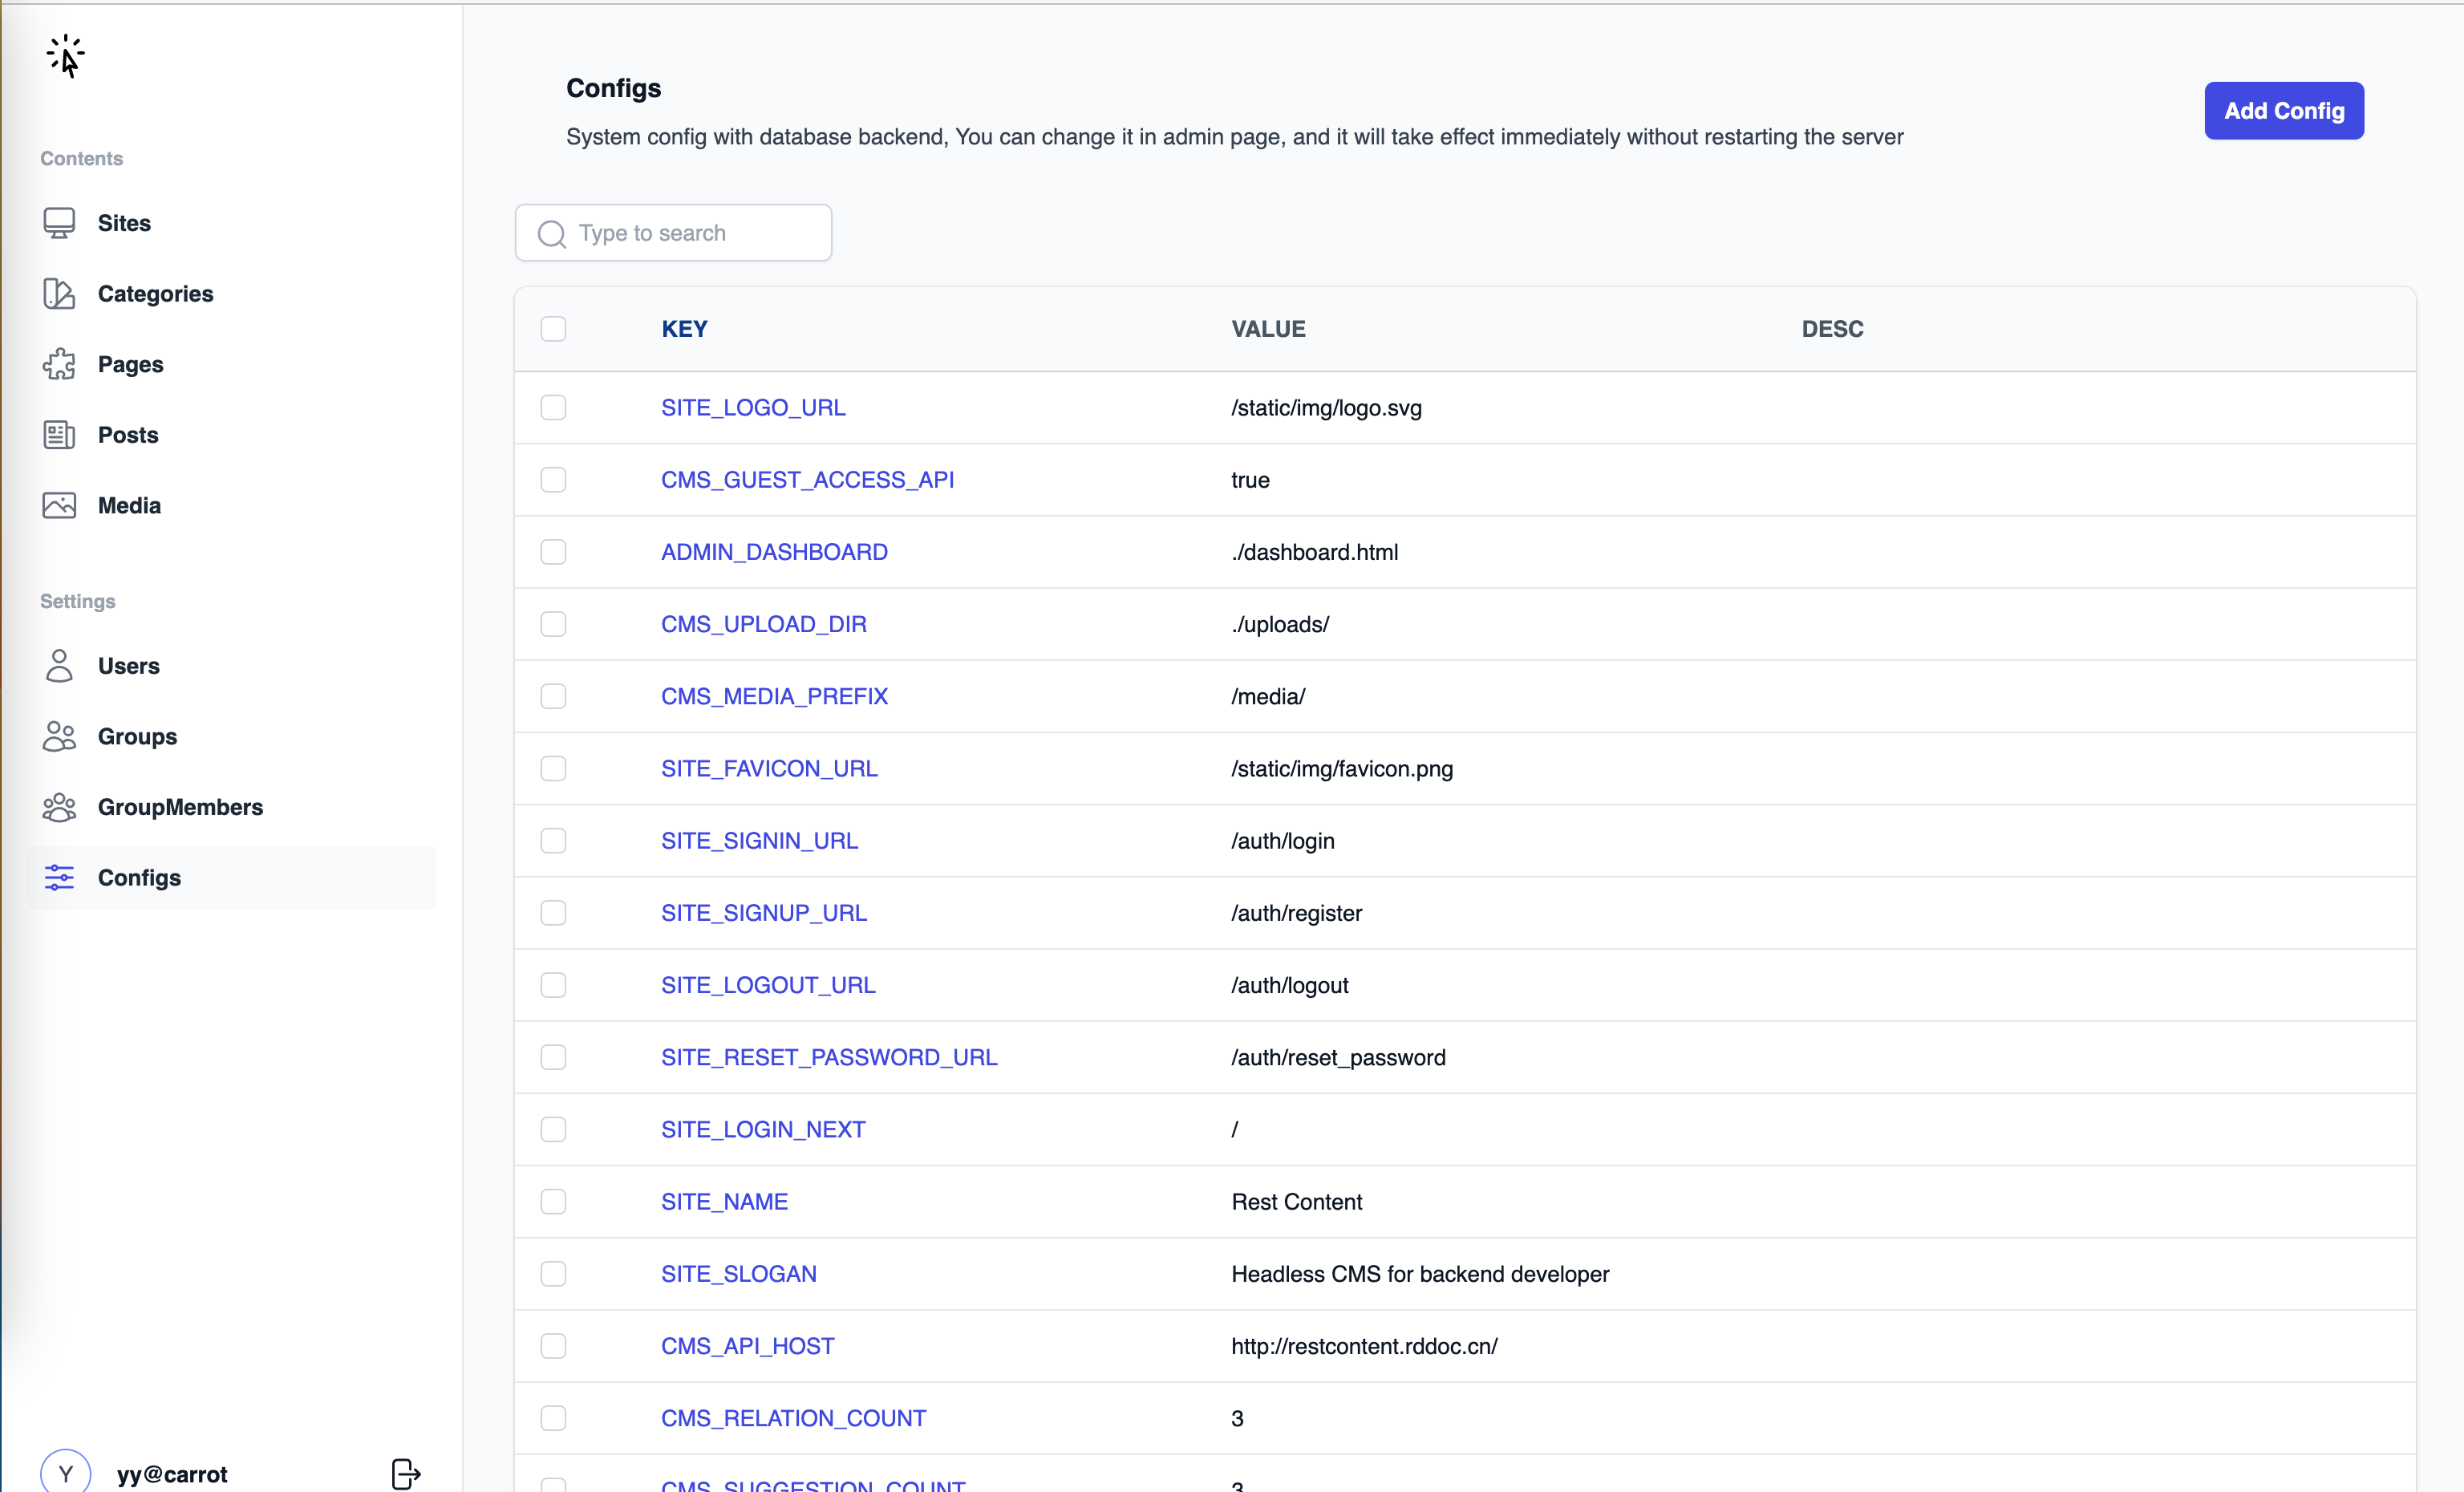 Contents
Sites
Categories
Pages
Posts
Media
Settings
Users
Groups
GroupMembers
Configs
Y yy@carrot
Configs
System config with database backend, You can change it in admin page, and it will take effect immediately without restarting the server
Add Config
Type to search
KEY VALUE DESC
SITE_LOGO_URL /static/img/logo.svg
CMS_GUEST_ACCESS_API true
ADMIN_DASHBOARD ./dashboard.html
CMS_UPLOAD_DIR ./uploads/
CMS_MEDIA_PREFIX /media/
SITE_FAVICON_URL /static/img/favicon.png
SITE_SIGNIN_URL /auth/login
SITE_SIGNUP_URL /auth/register
SITE_LOGOUT_URL /auth/logout
SITE_RESET_PASSWORD_URL /auth/reset_password
SITE_LOGIN_NEXT /
SITE_NAME Rest Content
SITE_SLOGAN Headless CMS for backend developer
CMS_API_HOST http://restcontent.rddoc.cn/
CMS_RELATION_COUNT 3
CMS_SUGGESTION_COUNT 3